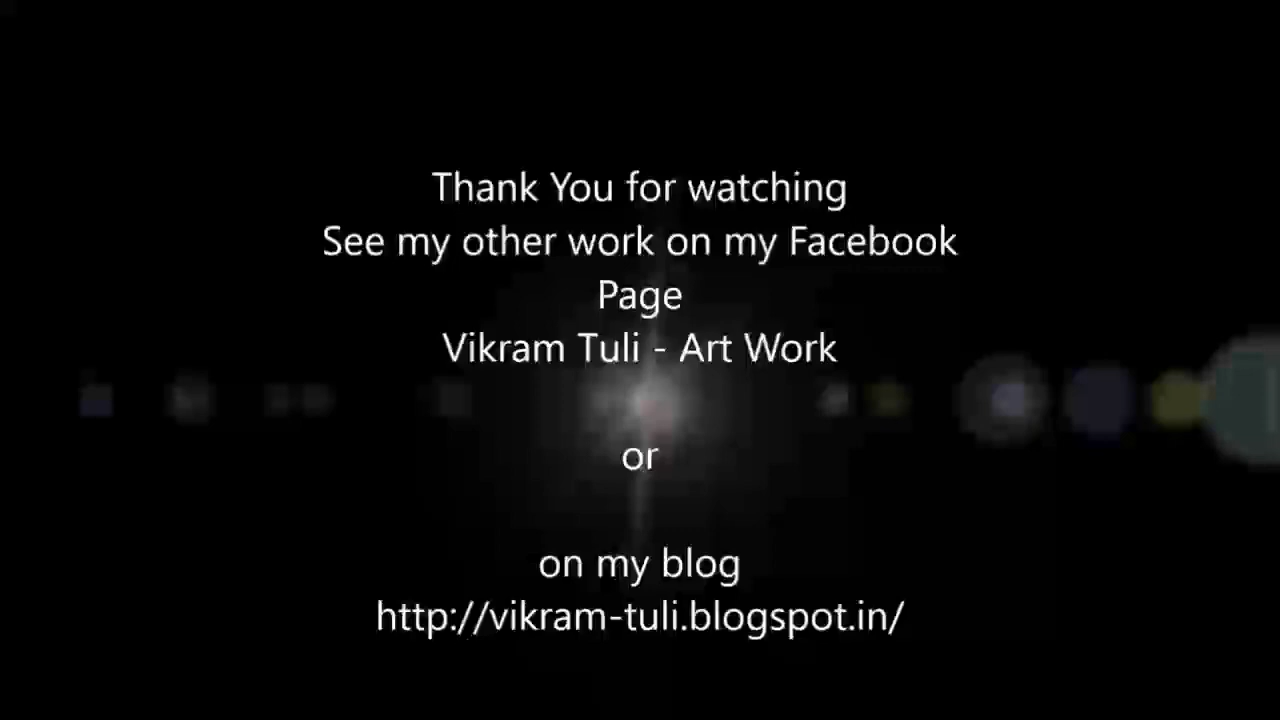 Thank You for watching
See my other work on my Facebook
Page
Vikram Tuli - Art Work
or
on my blog
http://vikram-tuli.blogspot.in/